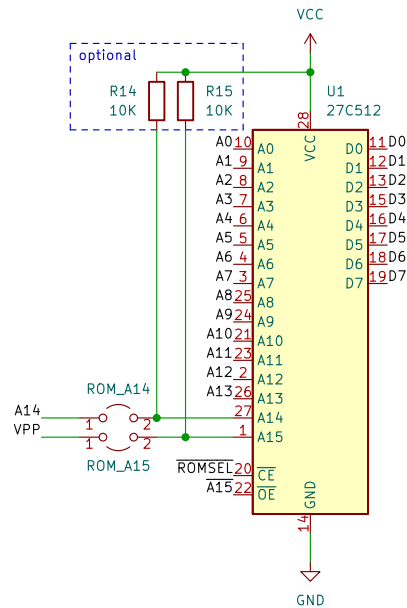 VCC
optional
R14
10K
R15
10K
U1
27C512
28
VCC
A0 10 A0 D0 11 D0
A1 9 A1 D1 12 D1
A2 8 A2 D2 13 D2
A3 7 A3 D3 15 D3
A4 6 A4 D4 16 D4
A5 5 A5 D5 17 D5
A6 4 A6 D6 18 D6
A7 3 A7 D7 19 D7
A8 25 A8
A9 24 A9
A10 21 A10
A11 23 A11
A12 2 A12
A13 26 A13
ROM_A14
A14 1 2 27 A14
VPP 1 2 1 A15
ROM_A15
ROMSEL 20 CE
A15 22 OE
GND
14
GND